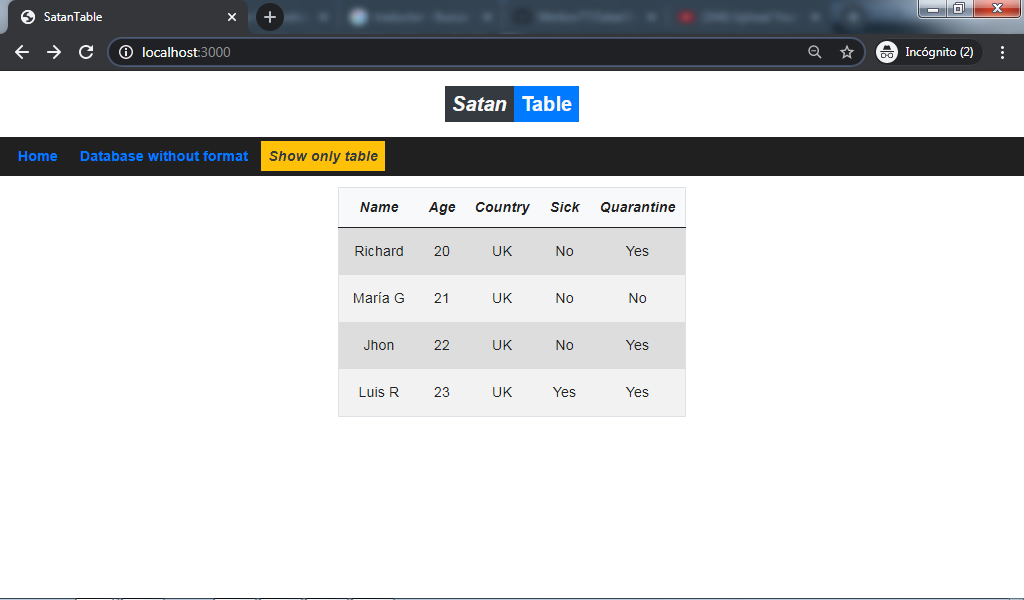 SatanTable
localhost:3000
Incógnito (2)
Satan Table
Home Database without format Show only table
Name Age Country Sick Quarantine
Richard 20 UK No Yes
María G 21 UK No No
Jhon 22 UK No Yes
Luis R 23 UK Yes Yes